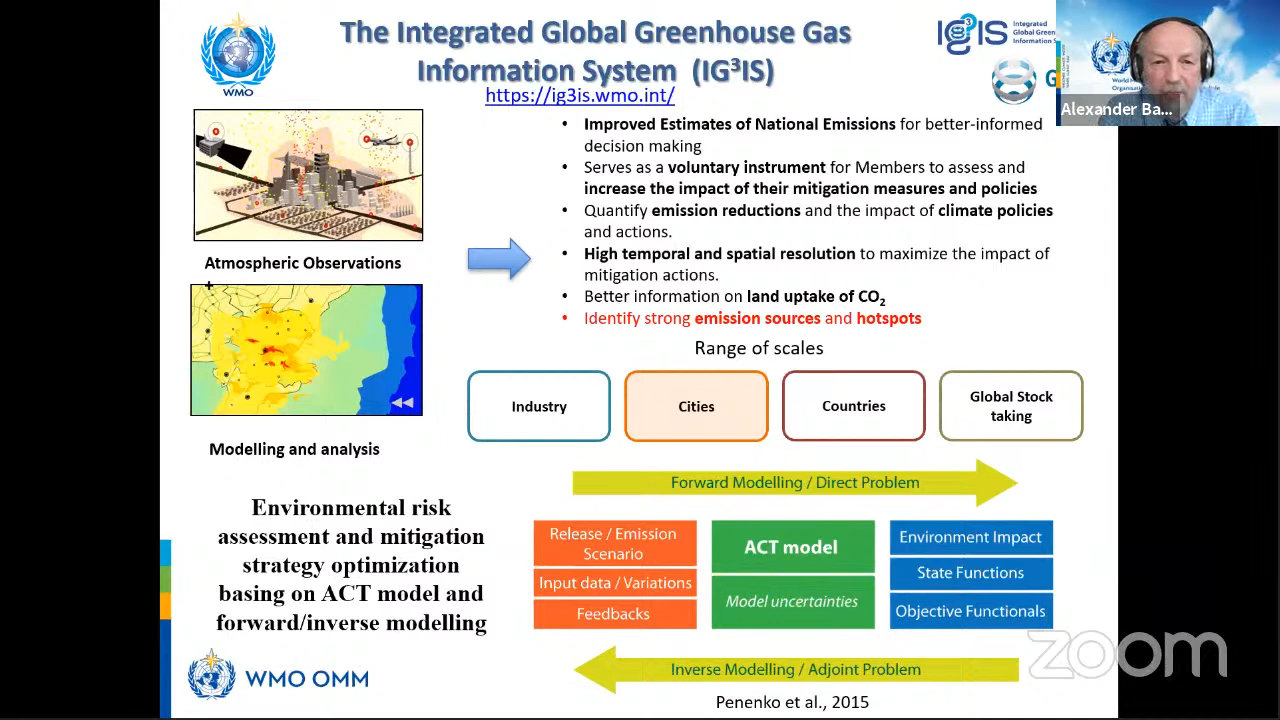 The Integrated Global Greenhouse Gas
Information System (IG³IS)
https://ig3is.wmo.int/
WMO
IG³IS
Integrated
Global Green
Information S
G
Alexander Ba...
Atmospheric Observations
+
Modelling and analysis
• Improved Estimates of National Emissions for better-informed
decision making
• Serves as a voluntary instrument for Members to assess and
increase the impact of their mitigation measures and policies
• Quantify emission reductions and the impact of climate policies
and actions.
• High temporal and spatial resolution to maximize the impact of
mitigation actions.
• Better information on land uptake of CO₂
• Identify strong emission sources and hotspots
Range of scales
Industry
Cities
Countries
Global Stock
taking
Forward Modelling / Direct Problem
Environmental risk
assessment and mitigation
strategy optimization
basing on ACT model and
forward/inverse modelling
Release / Emission
Scenario
Input data / Variations
Feedbacks
ACT model
Model uncertainties
Environment Impact
State Functions
Objective Functionals
Inverse Modelling / Adjoint Problem
Penenko et al., 2015
WMO OMM
zoom